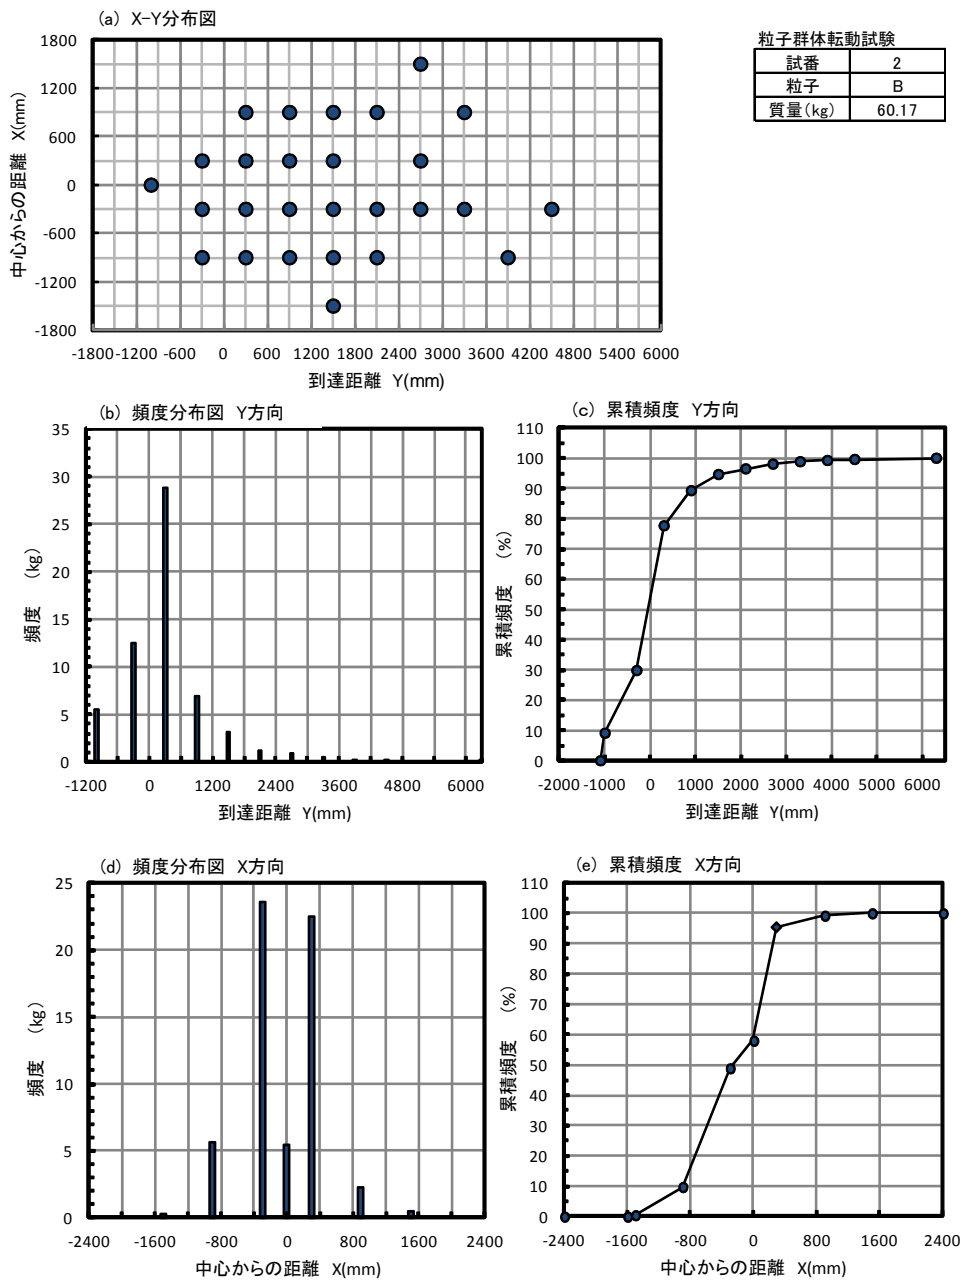 (a) X-Y分布図
1800
1200
600
0
-600
-1200
-1800
中心からの距離 X(mm)
-1800 -1200 -600 0 600 1200 1800 2400 3000 3600 4200 4800 5400 6000
到達距離 Y(mm)
粒子群体転動試験
試番 2
粒子 B
質量(kg) 60.17
(b) 頻度分布図 Y方向
35
30
25
20
15
10
5
0
頻度 (kg)
-1200 0 1200 2400 3600 4800 6000
到達距離 Y(mm)
(c) 累積頻度 Y方向
110
100
90
80
70
60
50
40
30
20
10
0
累積頻度 (%)
-2000 -1000 0 1000 2000 3000 4000 5000 6000
到達距離 Y(mm)
(d) 頻度分布図 X方向
25
20
15
10
5
0
頻度 (kg)
-2400 -1600 -800 0 800 1600 2400
中心からの距離 X(mm)
(e) 累積頻度 X方向
110
100
90
80
70
60
50
40
30
20
10
0
累積頻度 (%)
-2400 -1600 -800 0 800 1600 2400
中心からの距離 X(mm)